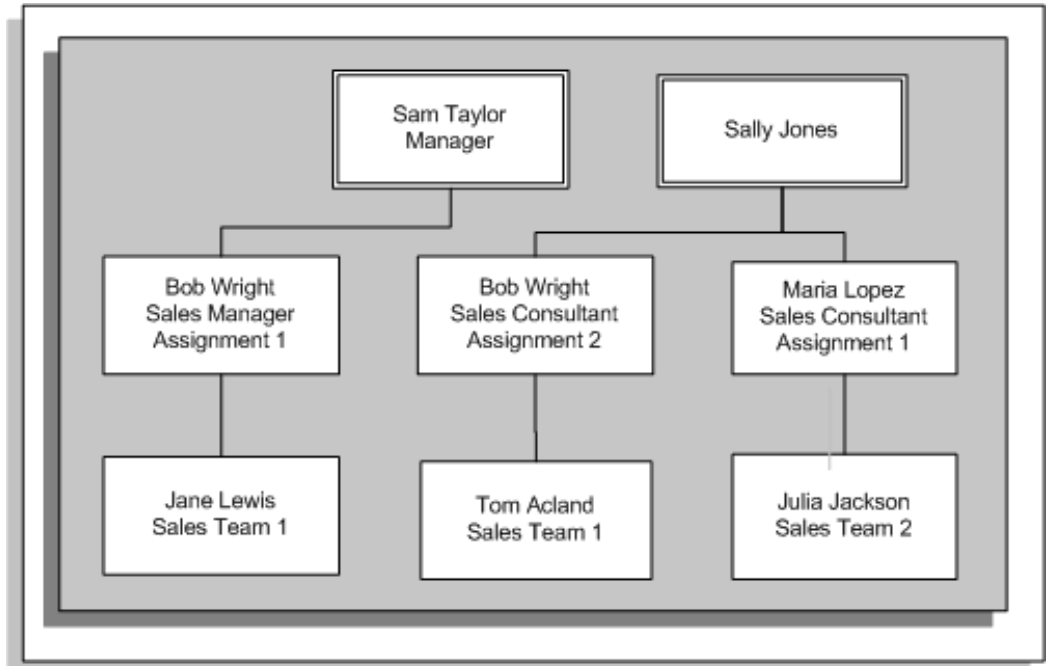 Sam Taylor
Manager
Sally Jones
Bob Wright
Sales Manager
Assignment 1
Bob Wright
Sales Consultant
Assignment 2
Maria Lopez
Sales Consultant
Assignment 1
Jane Lewis
Sales Team 1
Tom Acland
Sales Team 1
Julia Jackson
Sales Team 2